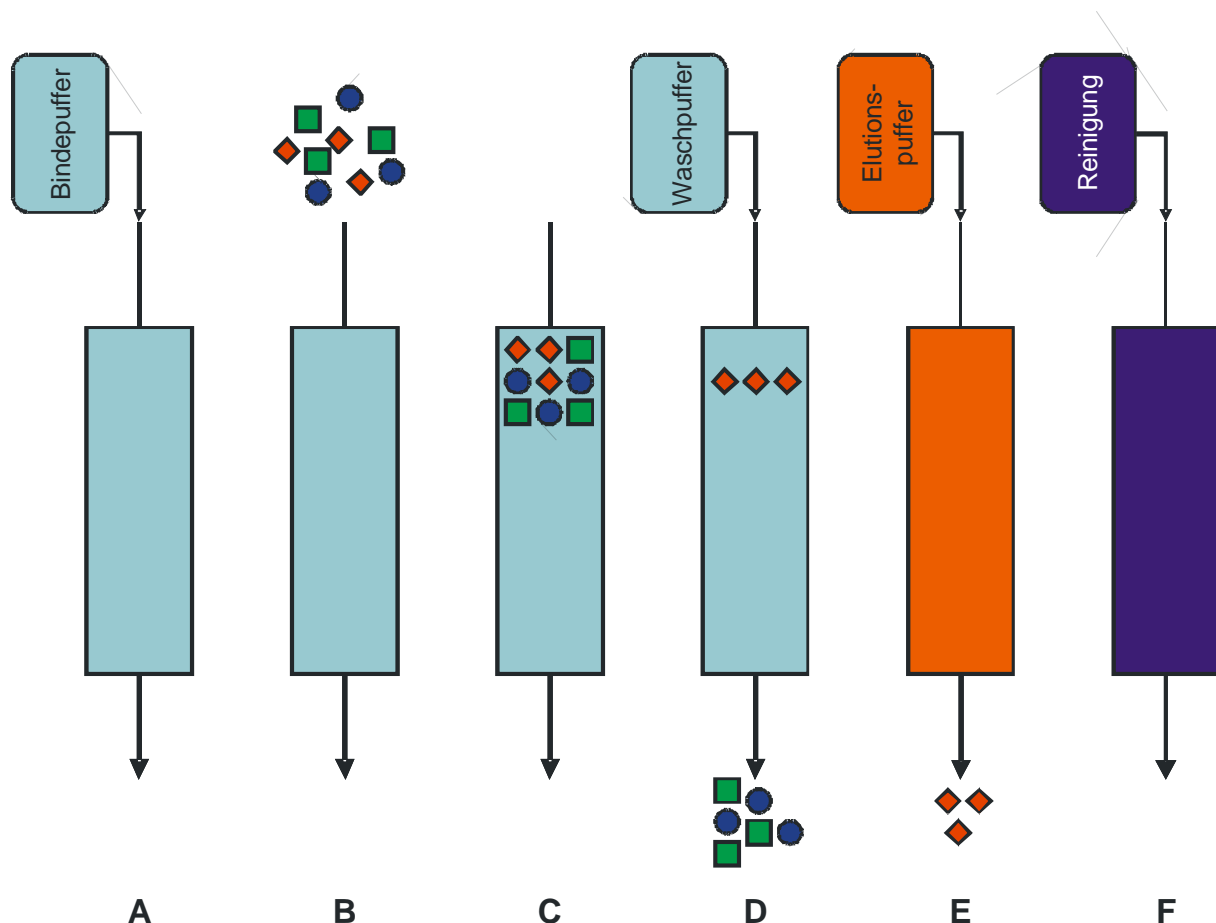 Bindepuffer
Waschpuffer
Elutions-
puffer
Reinigung
A
B
C
D
E
F